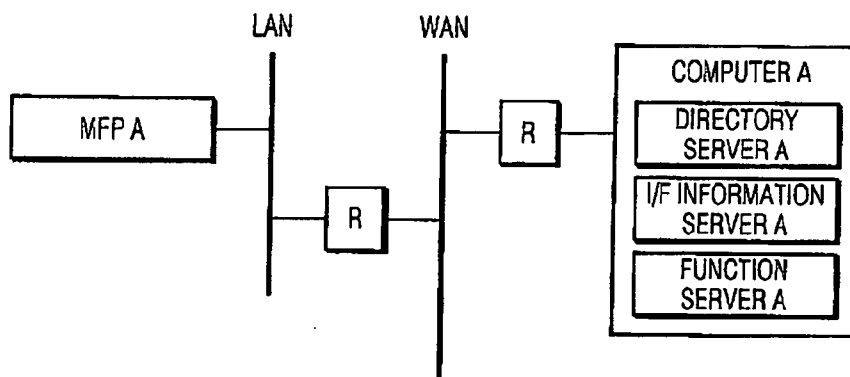 LAN
WAN
MFP A
R
R
COMPUTER A
DIRECTORY
SERVER A
I/F INFORMATION
SERVER A
FUNCTION
SERVER A